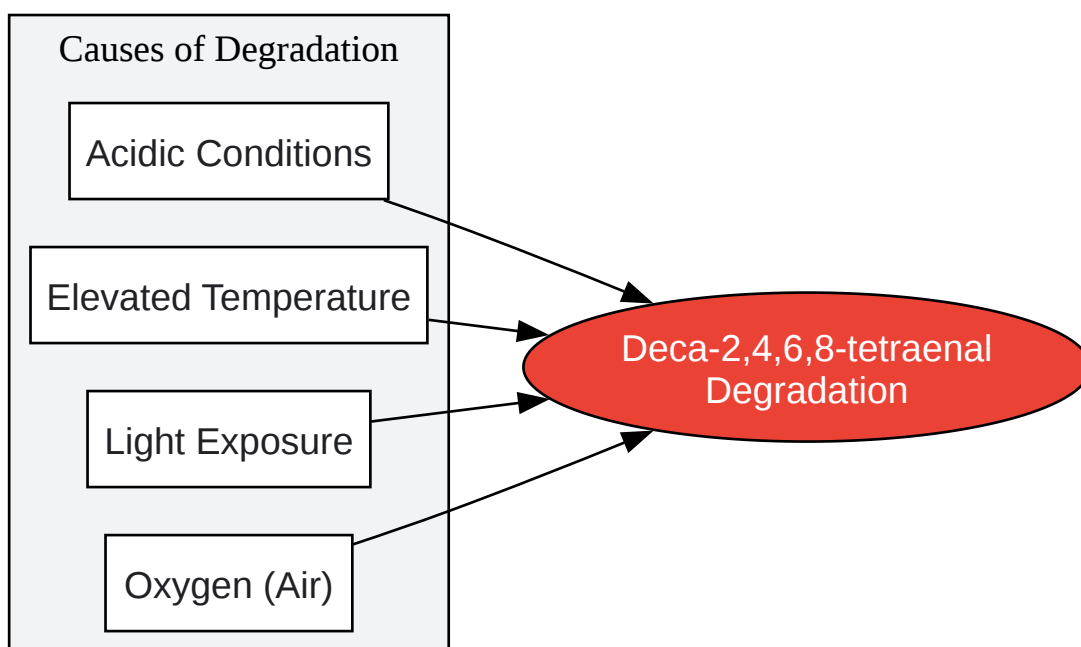 Causes of Degradation
Acidic Conditions
Elevated Temperature
Light Exposure
Oxygen (Air)
Deca-2,4,6,8-tetraenal
Degradation